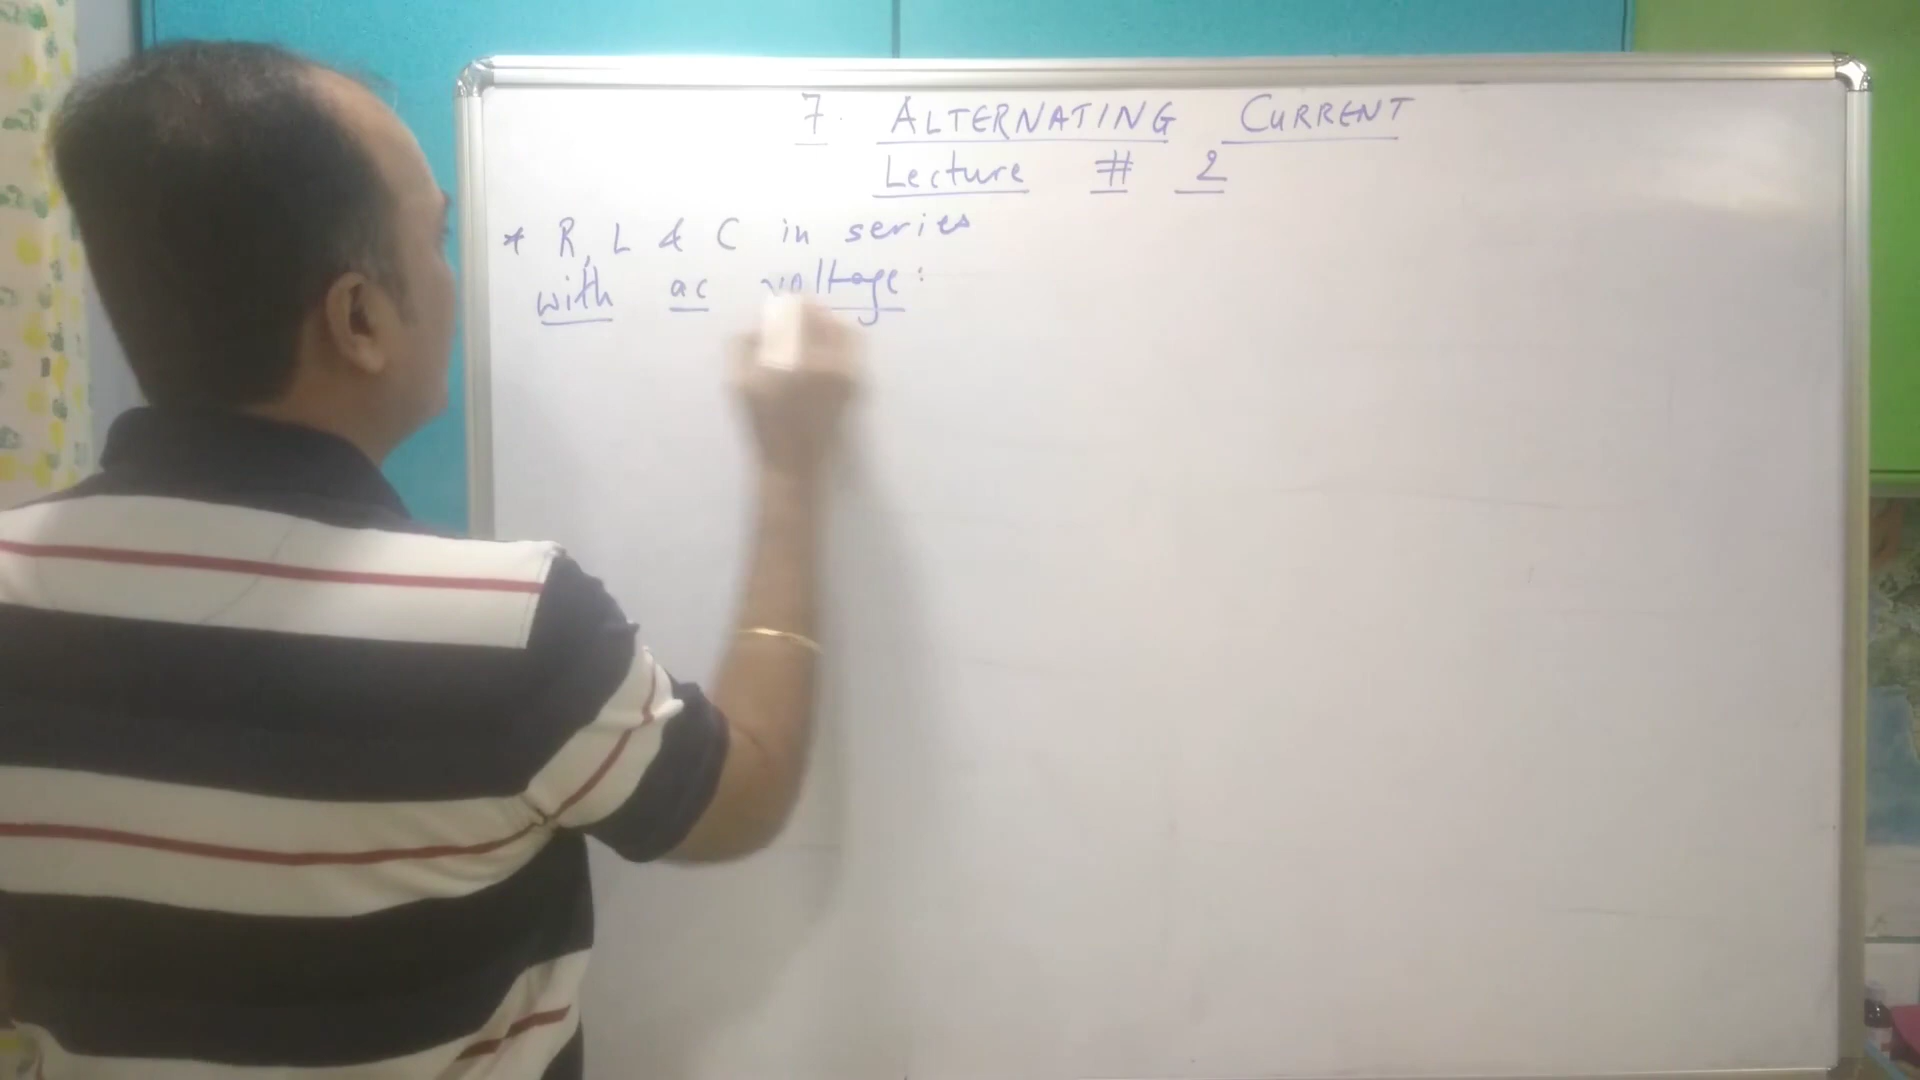 7. ALTERNATING CURRENT
Lecture # 2
* R, L & C in series
with ac voltage: